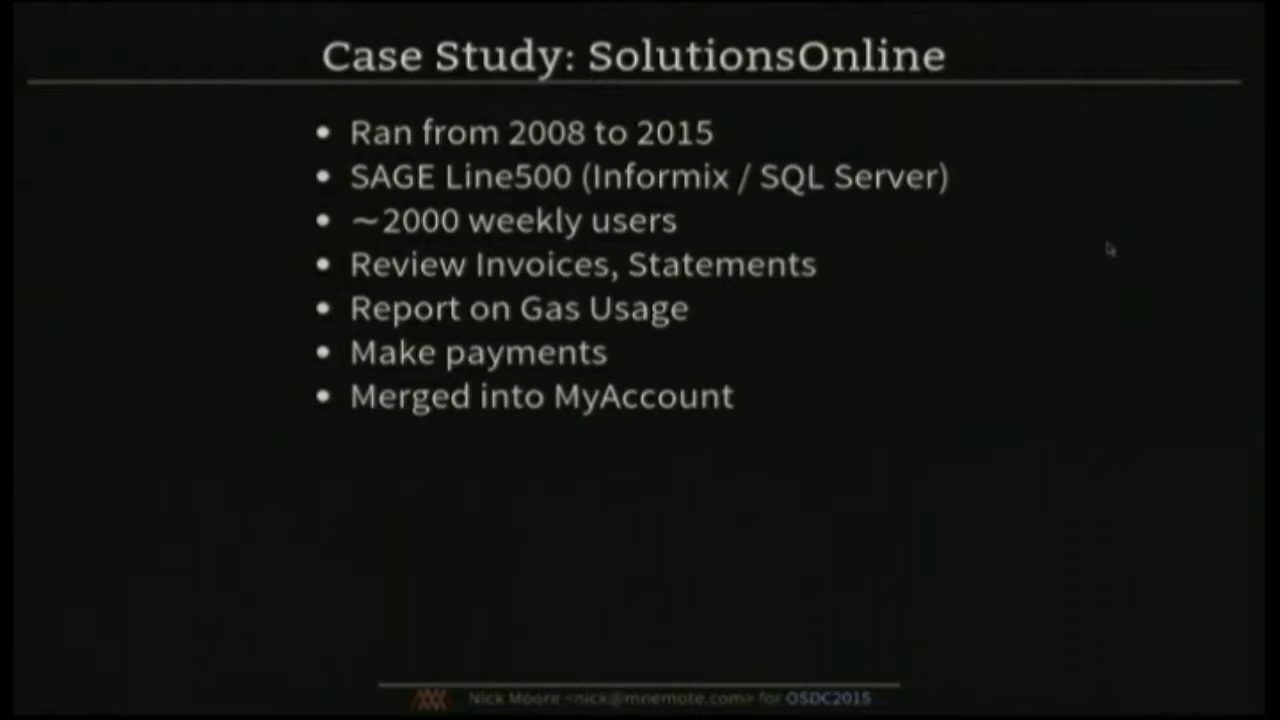 Case Study: SolutionsOnline
• Ran from 2008 to 2015
• SAGE Line500 (Informix / SQL Server)
• ~2000 weekly users
• Review Invoices, Statements
• Report on Gas Usage
• Make payments
• Merged into MyAccount
Nick Moore <nick@mnemote.com> for OSDC2015